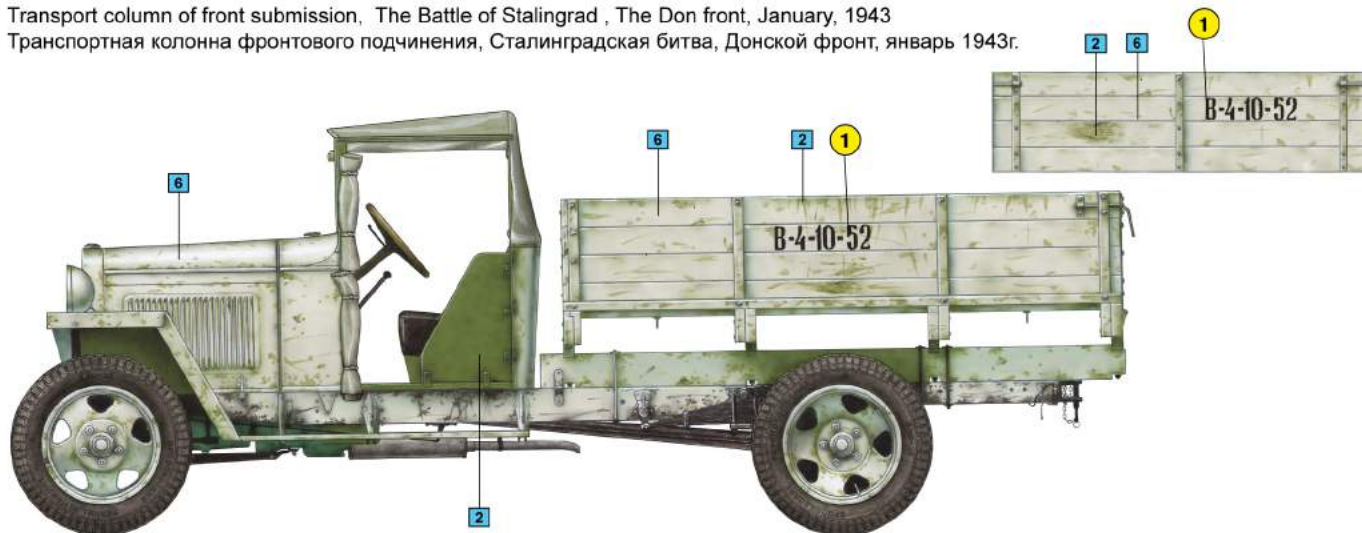 Transport column of front submission, The Battle of Stalingrad , The Don front, January, 1943
Транспортная колонна фронтового подчинения, Сталинградская битва, Донской фронт, январь 1943г.
1
2 6
В-4-10-52
6 2 1
6
В-4-10-52
2